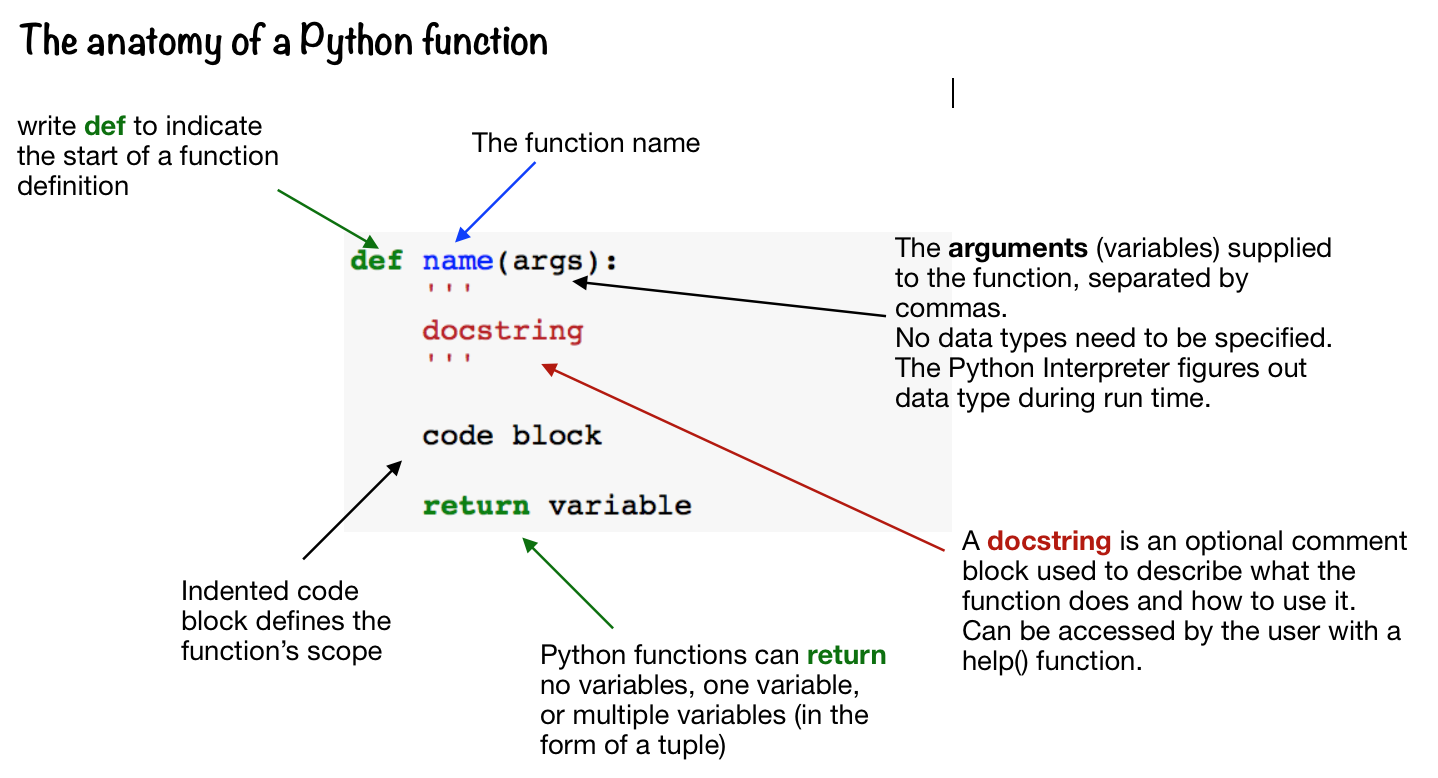 The anatomy of a Python function
write def to indicate
the start of a function
definition
The function name
def name(args):
'''
docstring
'''
code block
return variable
The arguments (variables) supplied
to the function, separated by
commas.
No data types need to be specified.
The Python Interpreter figures out
data type during run time.
A docstring is an optional comment
block used to describe what the
function does and how to use it.
Can be accessed by the user with a
help() function.
Indented code
block defines the
function’s scope
Python functions can return
no variables, one variable,
or multiple variables (in the
form of a tuple)